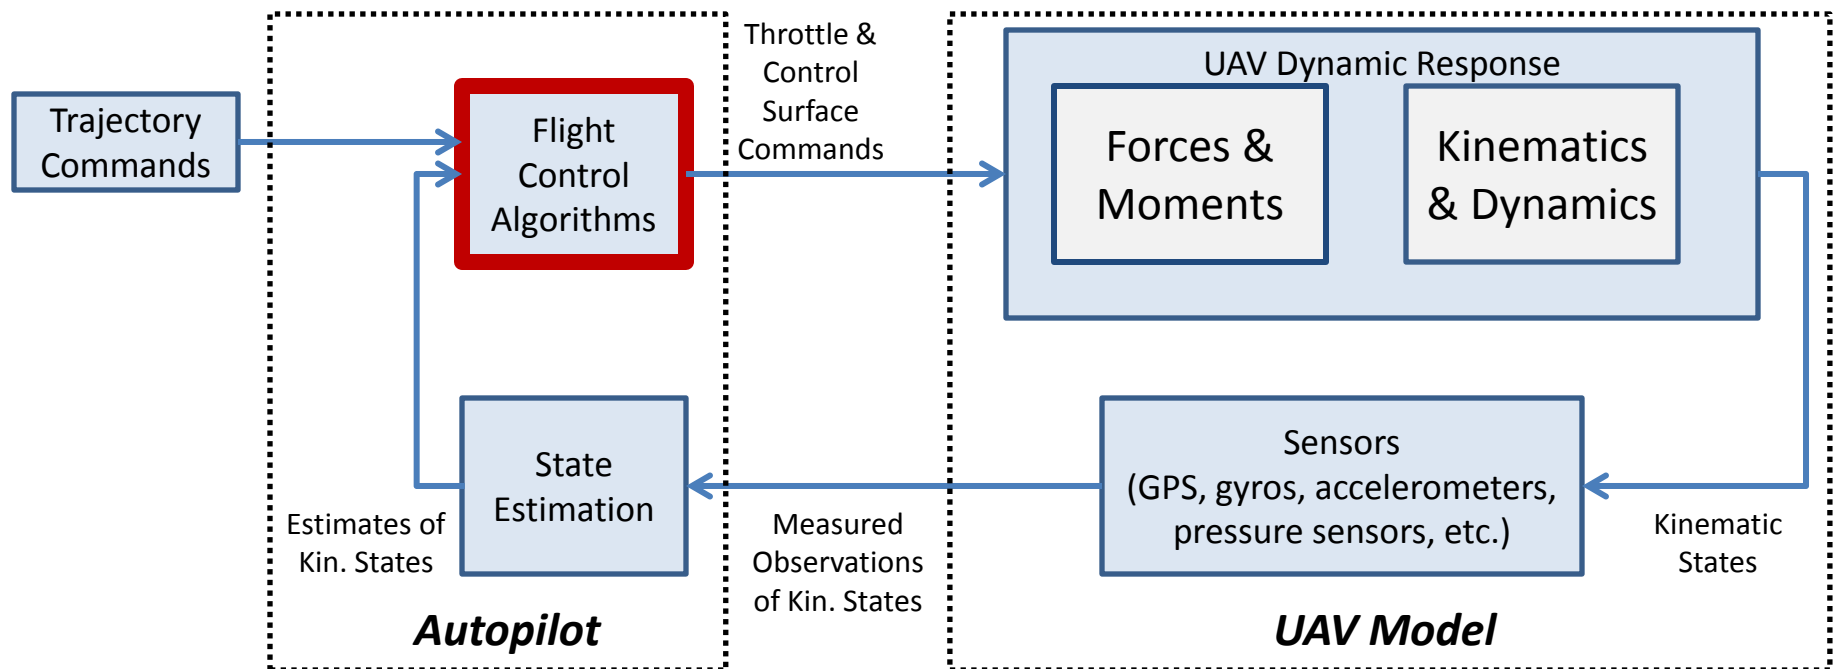 Trajectory
Commands
Flight
Control
Algorithms
Throttle &
Control
Surface
Commands
UAV Dynamic Response
Forces &
Moments
Kinematics
& Dynamics
State
Estimation
Estimates of
Kin. States
Measured
Observations
of Kin. States
Sensors
(GPS, gyros, accelerometers,
pressure sensors, etc.)
Kinematic
States
Autopilot
UAV Model